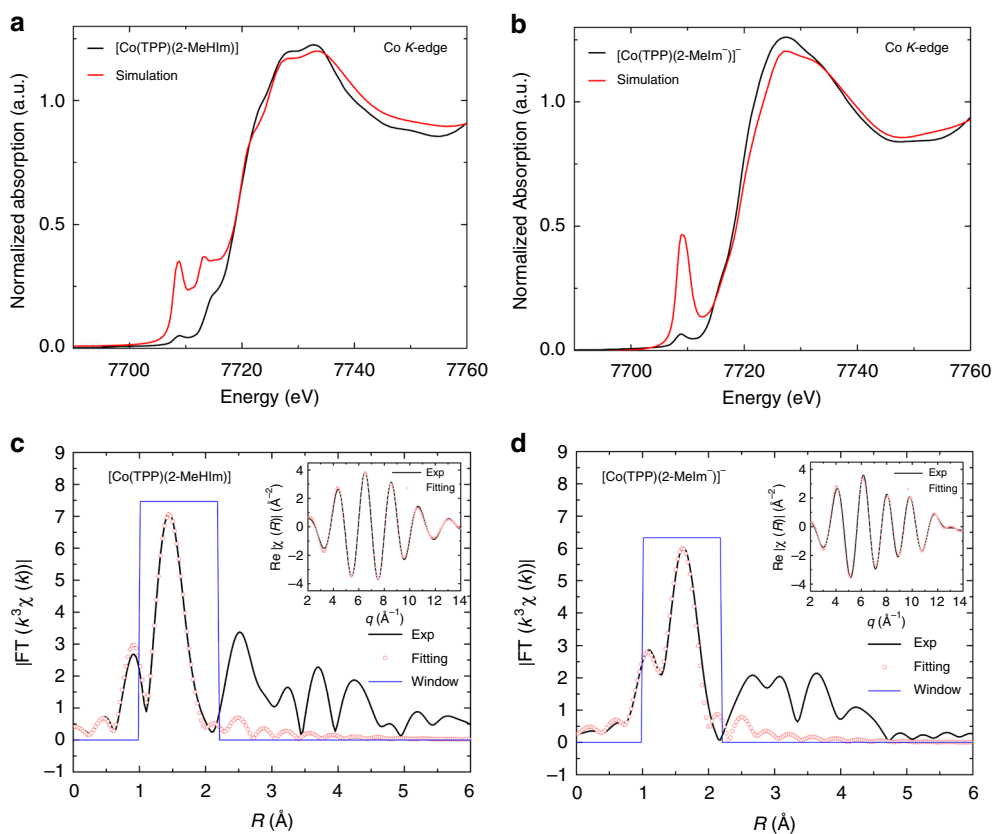 a
[Co(TPP)(2-MeHIm)]
Simulation
Co K-edge
Normalized absorption (a.u.)
1.0
0.5
0.0
7700 7720 7740 7760
Energy (eV)
b
[Co(TPP)(2-MeIm⁻)]⁻
Simulation
Co K-edge
Normalized Absorption (a.u.)
1.0
0.5
0.0
7700 7720 7740 7760
Energy (eV)
c
[Co(TPP)(2-MeHIm)]
|FT (k³χ (k))|
9
8
7
6
5
4
3
2
1
0
−1
0 1 2 3 4 5 6
R (Å)
Exp
Fitting
Window
Re |χ (R)| (Å⁻²)
4
2
0
−2
−4
2 4 6 8 10 12 14
q (Å⁻¹)
Exp
Fitting
d
[Co(TPP)(2-MeIm⁻)]⁻
|FT (k³χ (k))|
9
8
7
6
5
4
3
2
1
0
−1
0 1 2 3 4 5 6
R (Å)
Exp
Fitting
Window
Re |χ (R)| (Å⁻²)
4
2
0
−2
−4
2 4 6 8 10 12 14
q (Å⁻¹)
Exp
Fitting